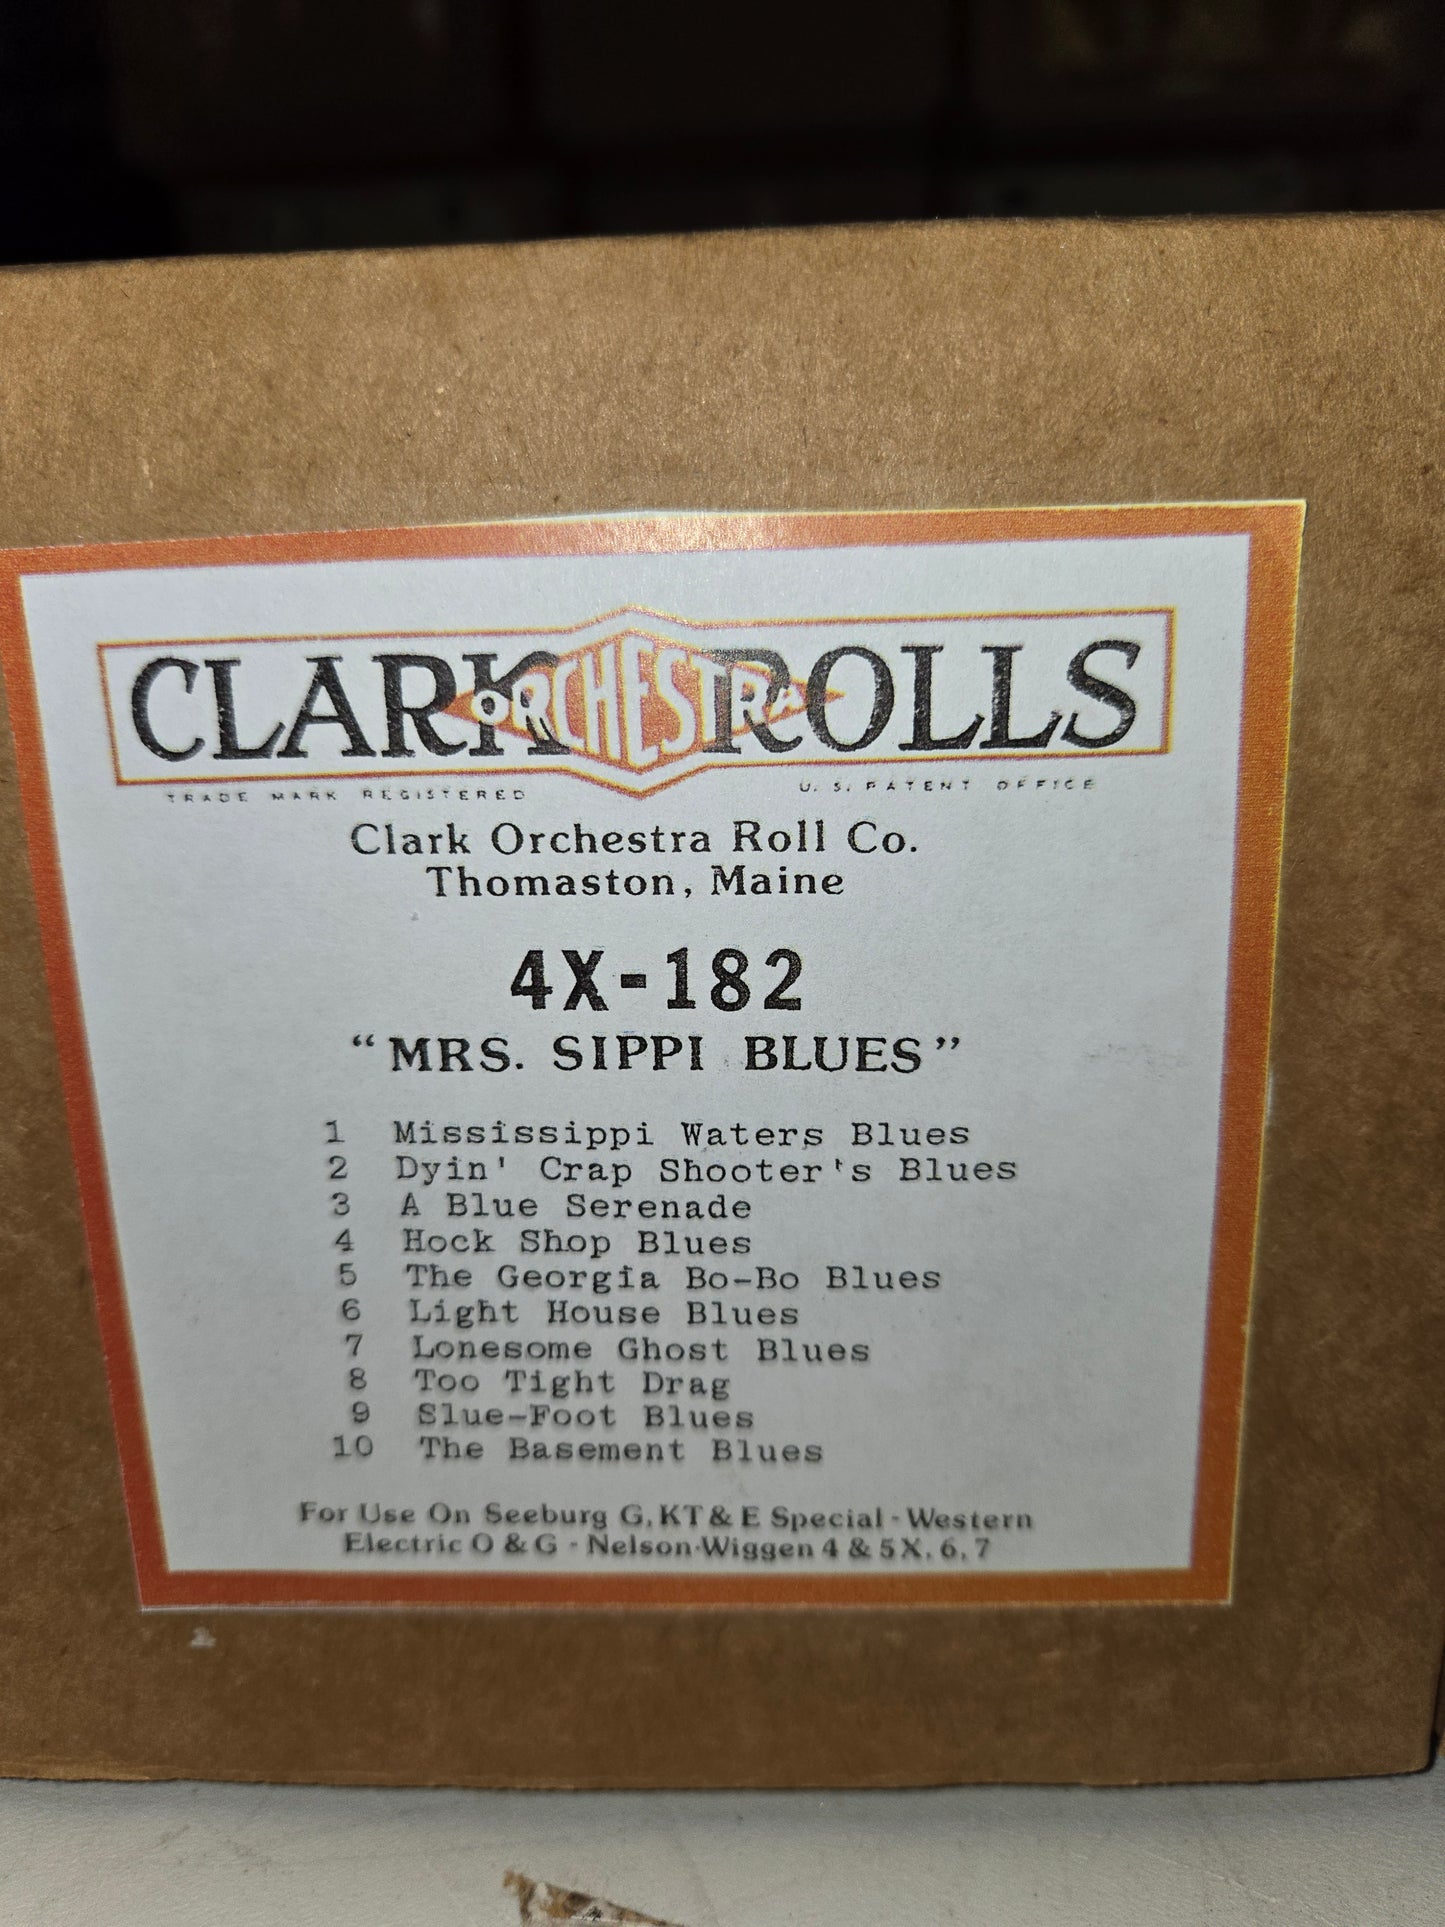 CLARK ORCHESTRA ROLLS
TRADE MARK REGISTERED U. S. PATENT OFFICE
Clark Orchestra Roll Co.
Thomaston, Maine
4X-182
"MRS. SIPPI BLUES"
1 Mississippi Waters Blues
2 Dyin' Crap Shooter's Blues
3 A Blue Serenade
4 Hock Shop Blues
5 The Georgia Bo-Bo Blues
6 Light House Blues
7 Lonesome Ghost Blues
8 Too Tight Drag
9 Slue-Foot Blues
10 The Basement Blues
For Use On Seeburg G, KT & E Special - Western
Electric O & G - Nelson-Wiggen 4 & 5X, 6, 7